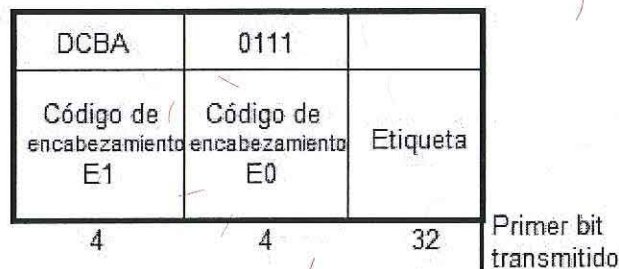 DCBA 0111
Código de encabezamiento E1
Código de encabezamiento E0
Etiqueta
4 4 32
Primer bit
transmitido